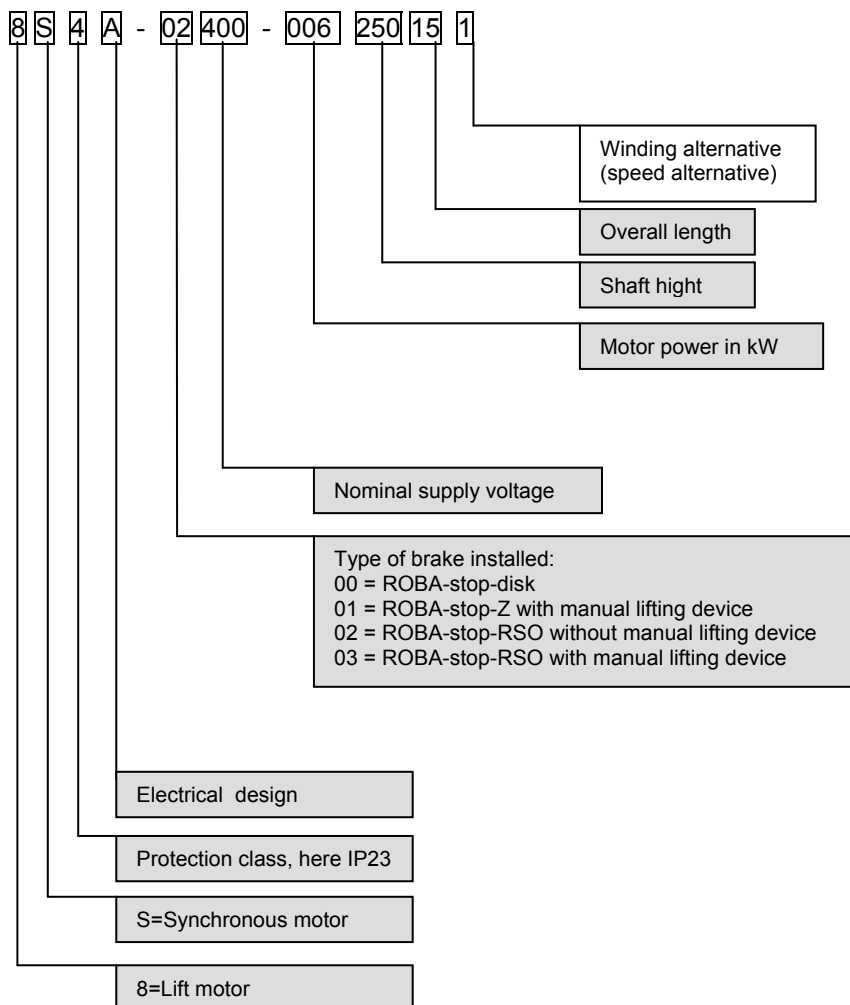 8 S 4 A - 02 400 - 006 250 15 1
Winding alternative
(speed alternative)
Overall length
Shaft hight
Motor power in kW
Nominal supply voltage
Type of brake installed:
00 = ROBA-stop-disk
01 = ROBA-stop-Z with manual lifting device
02 = ROBA-stop-RSO without manual lifting device
03 = ROBA-stop-RSO with manual lifting device
Electrical design
Protection class, here IP23
S=Synchronous motor
8=Lift motor